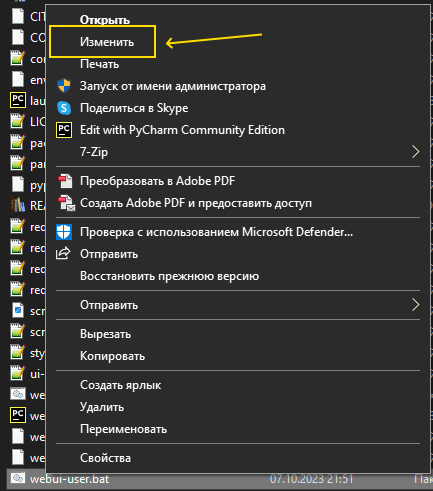 CIT
Открыть
CO
Изменить
cor
Печать
env
Запуск от имени администратора
lau
Поделиться в Skype
LIC
Edit with PyCharm Community Edition
pac
7-Zip
par
pyp
Преобразовать в Adobe PDF
REA
Создать Adobe PDF и предоставить доступ
rec
Проверка с использованием Microsoft Defender...
rec
Отправить
rec
Восстановить прежнюю версию
rec
Отправить
scr
scr
Вырезать
sty
Копировать
ui-
Создать ярлык
we
Удалить
we
Переименовать
we
we
Свойства
webui-user.bat 07.10.2023 21:51 Пак